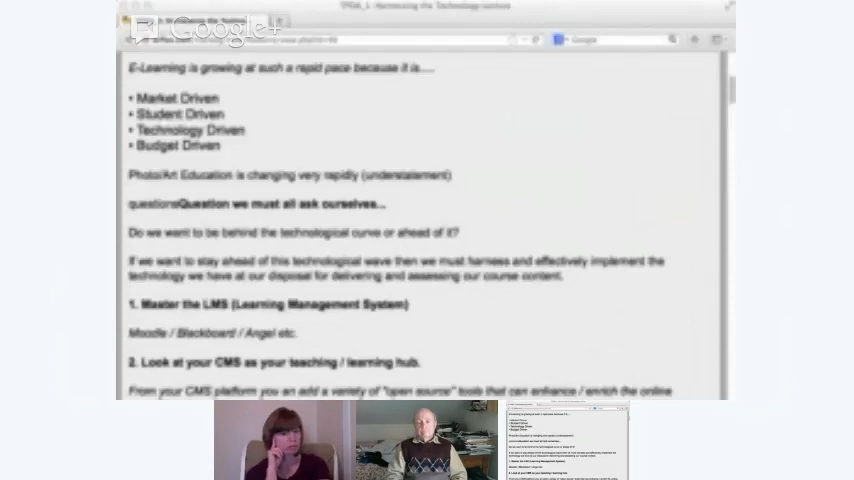 Google+
E-Learning is growing at such a rapid pace because it is.....
• Market Driven
• Student Driven
• Technology Driven
• Budget Driven
Photo/Art Education is changing very rapidly (understatement)
questionsQuestion we must all ask ourselves...
Do we want to be behind the technological curve or ahead of it?
If we want to stay ahead of this technological wave then we must harness and effectively implement the
technology we have at our disposal for delivering and assessing our course content.
1. Master the LMS (Learning Management System)
Moodle / Blackboard / Angel etc.
2. Look at your CMS as your teaching / learning hub.
From your CMS platform you an add a variety of "open source" tools that can enhance / enrich the online